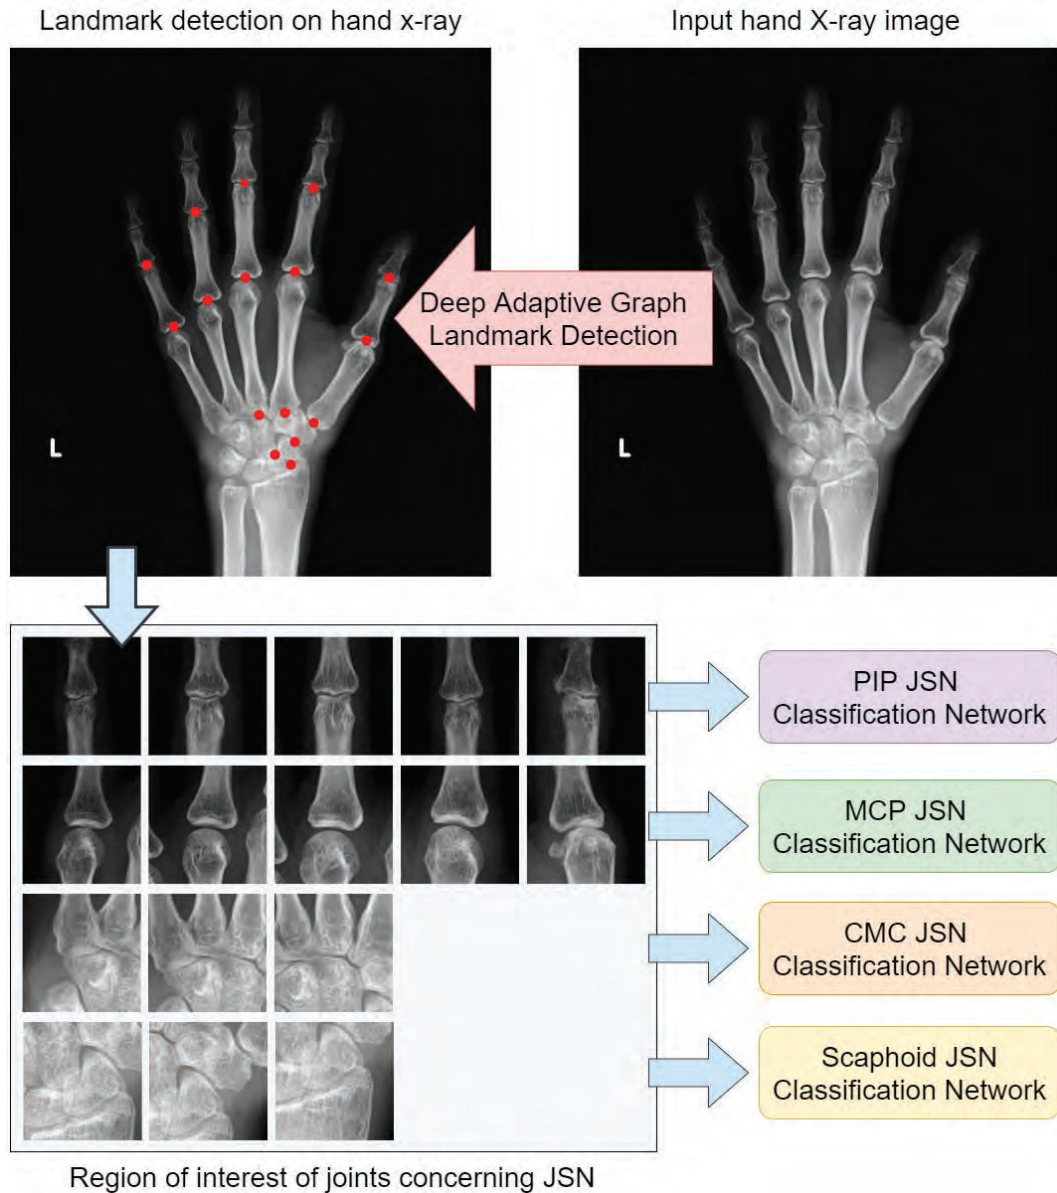 Landmark detection on hand x-ray
Input hand X-ray image
Deep Adaptive Graph
Landmark Detection
L
L
PIP JSN
Classification Network
MCP JSN
Classification Network
CMC JSN
Classification Network
Scaphoid JSN
Classification Network
Region of interest of joints concerning JSN